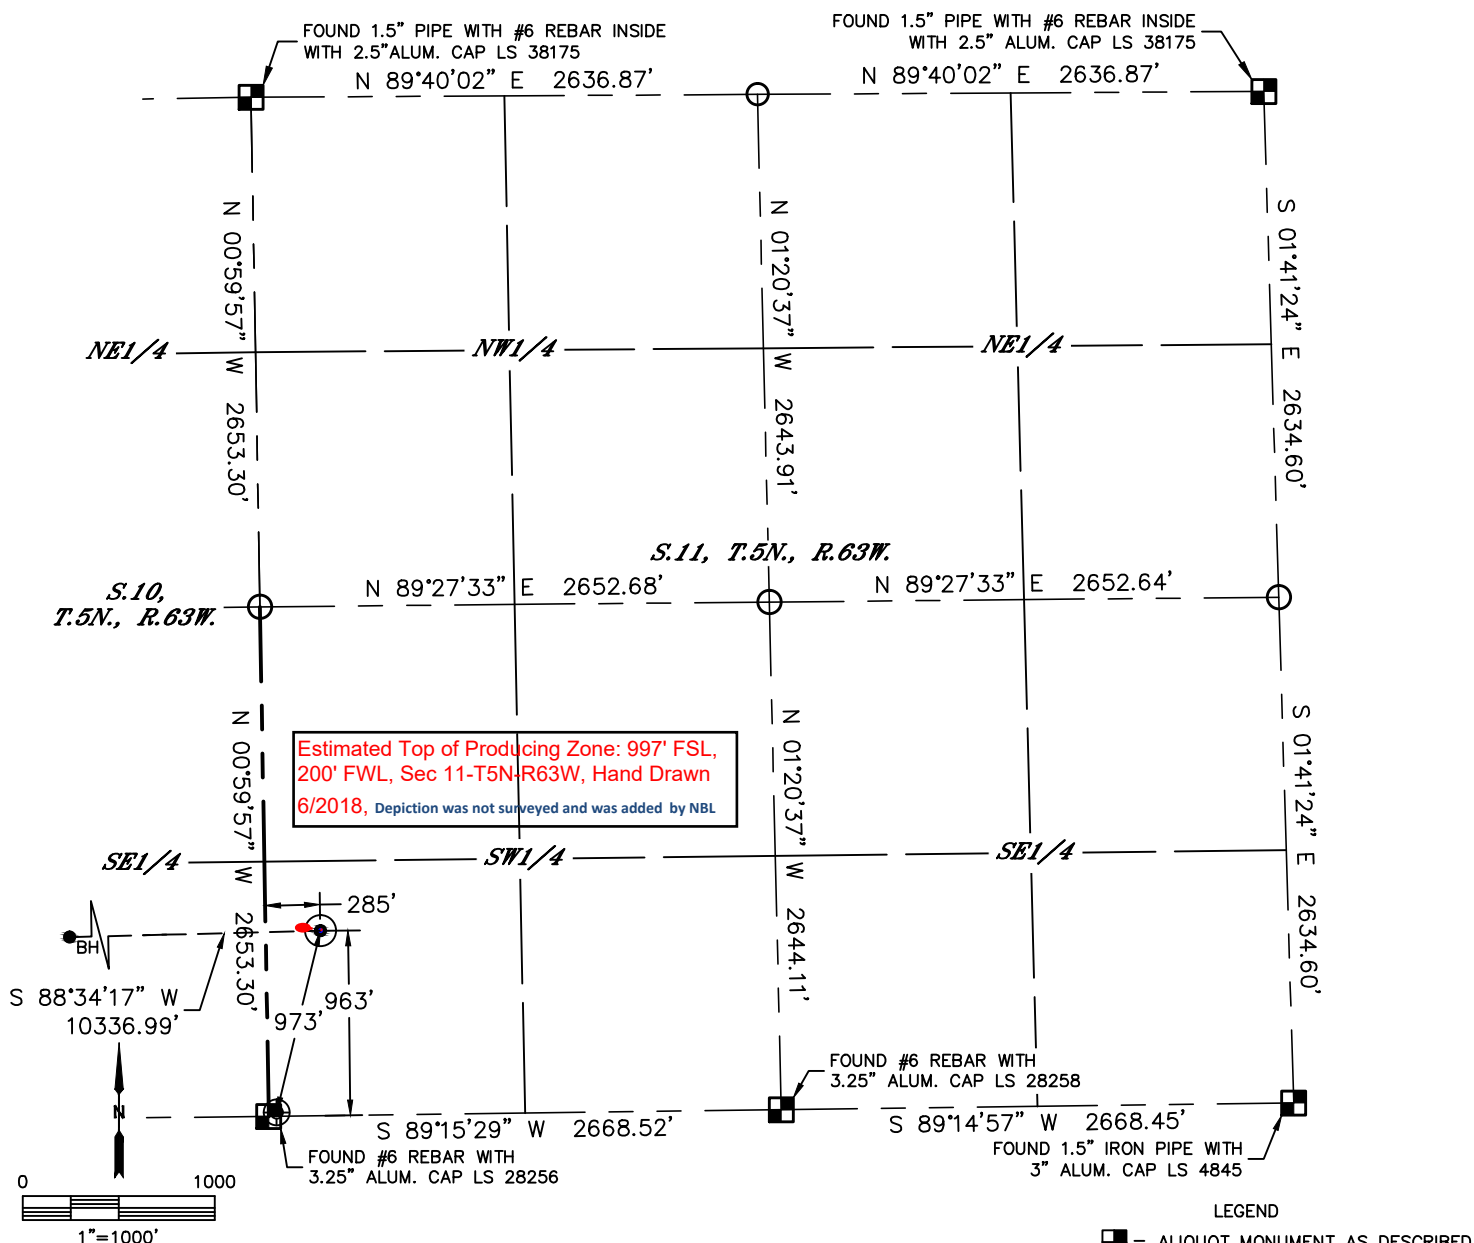 FOUND 1.5" PIPE WITH #6 REBAR INSIDE
WITH 2.5"ALUM. CAP LS 38175
FOUND 1.5" PIPE WITH #6 REBAR INSIDE
WITH 2.5" ALUM. CAP LS 38175
N 89°40'02" E 2636.87'
N 89°40'02" E 2636.87'
N 00°59'57" W 2653.30'
N 01°20'37" W 2643.91'
S 01°41'24" E 2634.60'
NE1/4
NW1/4
NE1/4
S.11, T.5N., R.63W.
S.10,
T.5N., R.63W.
N 89°27'33" E 2652.68'
N 89°27'33" E 2652.64'
N 00°59'57" W 2653.30'
N 01°20'37" W 2644.11'
S 01°41'24" E 2634.60'
Estimated Top of Producing Zone: 997' FSL,
200' FWL, Sec 11-T5N-R63W, Hand Drawn
6/2018, Depiction was not surveyed and was added by NBL
SE1/4
SW1/4
SE1/4
285'
BH
S 88°34'17" W
10336.99'
963'
973'
N
FOUND #6 REBAR WITH
3.25" ALUM. CAP LS 28258
S 89°15'29" W 2668.52'
S 89°14'57" W 2668.45'
FOUND #6 REBAR WITH
3.25" ALUM. CAP LS 28256
FOUND 1.5" IRON PIPE WITH
3" ALUM. CAP LS 4845
0 1000
1"=1000'
LEGEND
= ALIQUOT MONUMENT AS DESCRIBED